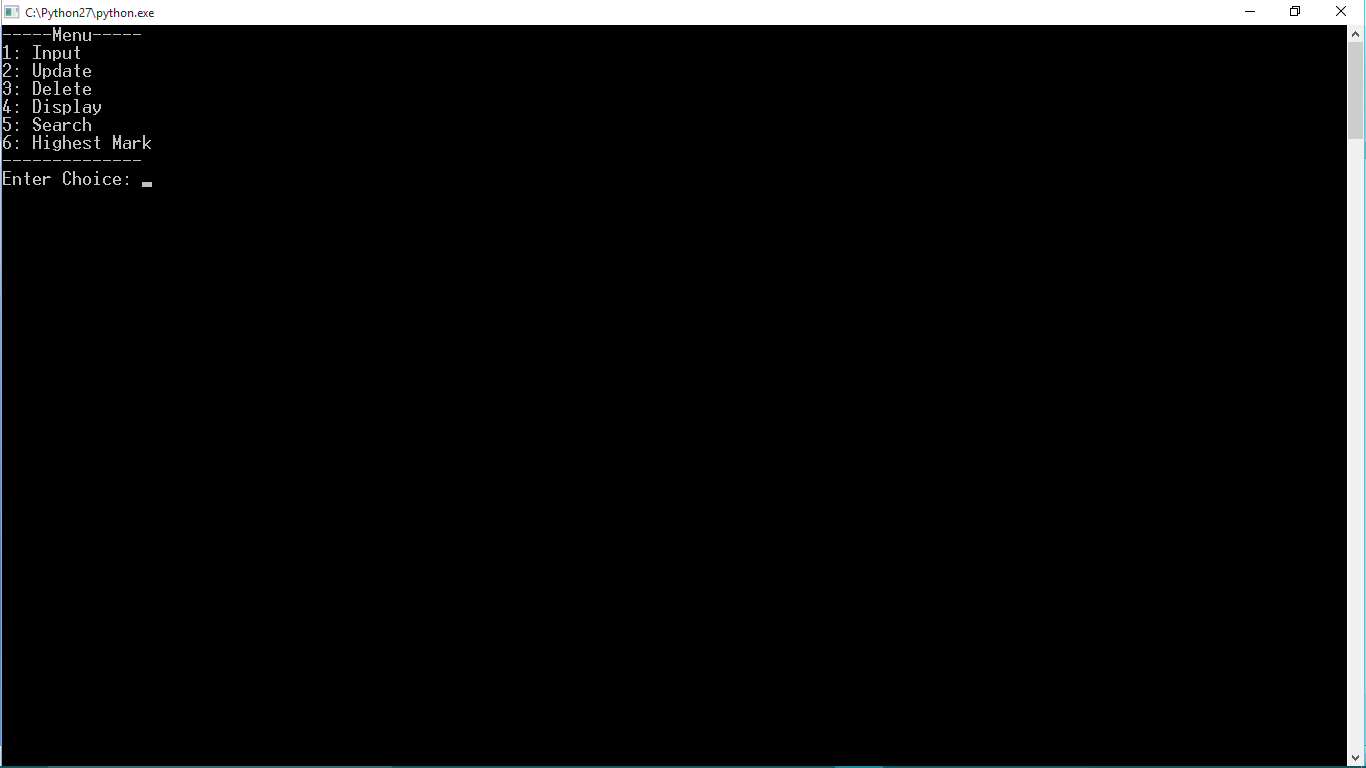 C:\Python27\python.exe
-----Menu-----
1: Input
2: Update
3: Delete
4: Display
5: Search
6: Highest Mark
--------------
Enter Choice: